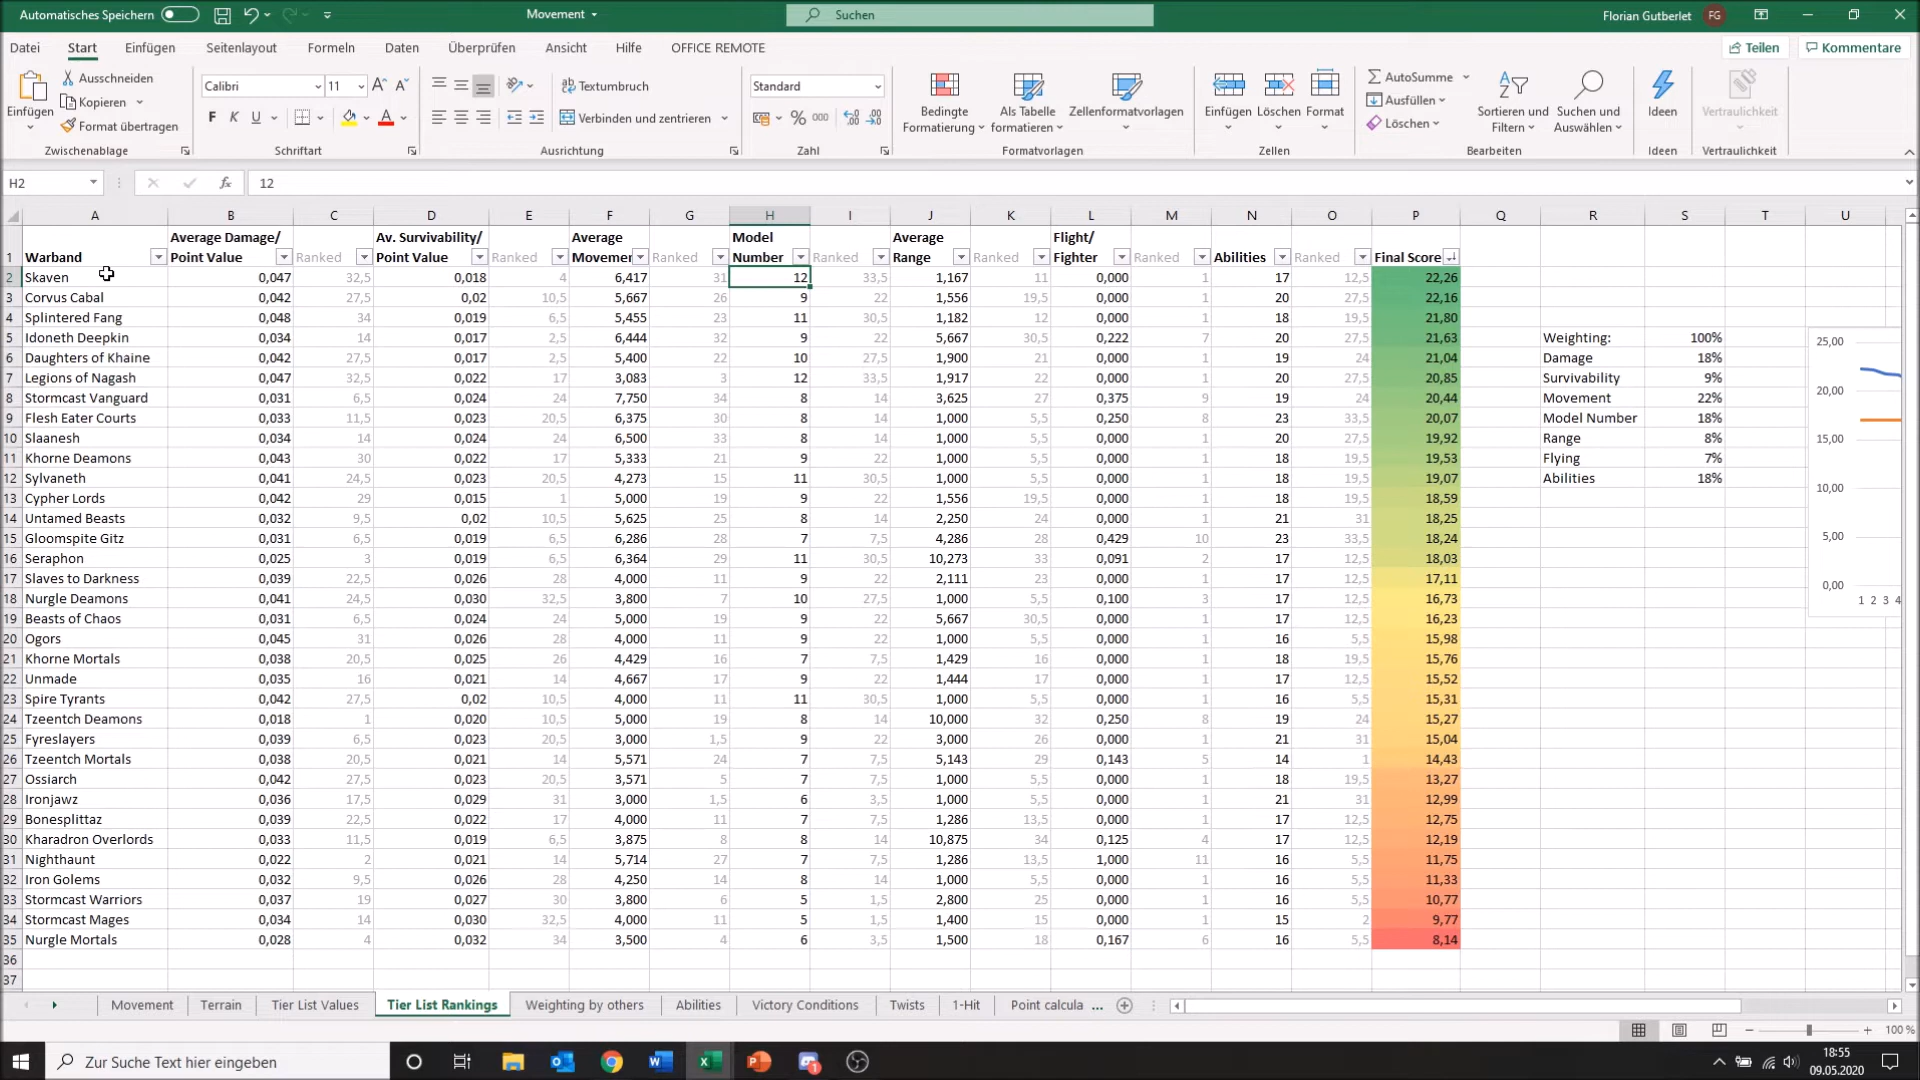 Automatisches Speichern
Movement
Suchen
Florian Gutberlet FG
Datei Start Einfügen Seitenlayout Formeln Daten Überprüfen Ansicht Hilfe OFFICE REMOTE Teilen Kommentare
Einfügen Ausschneiden Kopieren Format übertragen Zwischenablage
Calibri 11 F K U Schriftart
Textumbruch Verbinden und zentrieren Ausrichtung
Standard % 000 Zahl
Bedingte Formatierung Als Tabelle formatieren Zellenformatvorlagen Formatvorlagen
Einfügen Löschen Format Zellen
AutoSumme Ausfüllen Löschen Sortieren und Filtern Suchen und Auswählen Bearbeiten
Ideen Ideen Vertraulichkeit Vertraulichkeit
H2 fx 12
A B C D E F G H I J K L M N O P Q R S T U
1 Warband Average Damage/ Point Value Ranked Av. Survivability/ Point Value Ranked Average Movemer Ranked Model Number Ranked Average Range Ranked Flight/ Fighter Ranked Abilities Ranked Final Score
2 Skaven 0,047 32,5 0,018 4 6,417 31 12 33,5 1,167 11 0,000 1 17 12,5 22,26
3 Corvus Cabal 0,042 27,5 0,02 10,5 5,667 26 9 22 1,556 19,5 0,000 1 20 27,5 22,16
4 Splintered Fang 0,048 34 0,019 6,5 5,455 23 11 30,5 1,182 12 0,000 1 18 19,5 21,80
5 Idoneth Deepkin 0,034 14 0,017 2,5 6,444 32 9 22 5,667 30,5 0,222 7 20 27,5 21,63 Weighting: 100% 25,00
6 Daughters of Khaine 0,042 27,5 0,017 2,5 5,400 22 10 27,5 1,900 21 0,000 1 19 24 21,04 Damage 18%
7 Legions of Nagash 0,047 32,5 0,022 17 3,083 3 12 33,5 1,917 22 0,000 1 20 27,5 20,85 Survivability 9% 20,00
8 Stormcast Vanguard 0,031 6,5 0,024 24 7,750 34 8 14 3,625 27 0,375 9 19 24 20,44 Movement 22%
9 Flesh Eater Courts 0,033 11,5 0,023 20,5 6,375 30 8 14 1,000 5,5 0,250 8 23 33,5 20,07 Model Number 18%
10 Slaanesh 0,034 14 0,024 24 6,500 33 8 14 1,000 5,5 0,000 1 20 27,5 19,92 Range 8% 15,00
11 Khorne Deamons 0,043 30 0,022 17 5,333 21 9 22 1,000 5,5 0,000 1 18 19,5 19,53 Flying 7%
12 Sylvaneth 0,041 24,5 0,023 20,5 4,273 15 11 30,5 1,000 5,5 0,000 1 18 19,5 19,07 Abilities 18% 10,00
13 Cypher Lords 0,042 29 0,015 1 5,000 19 9 22 1,556 19,5 0,000 1 18 19,5 18,59
14 Untamed Beasts 0,032 9,5 0,02 10,5 5,625 25 8 14 2,250 24 0,000 1 21 31 18,25
15 Gloomspite Gitz 0,031 6,5 0,019 6,5 6,286 28 7 7,5 4,286 28 0,429 10 23 33,5 18,24 5,00
16 Seraphon 0,025 3 0,019 6,5 6,364 29 11 30,5 10,273 33 0,091 2 17 12,5 18,03
17 Slaves to Darkness 0,039 22,5 0,026 28 4,000 11 9 22 2,111 23 0,000 1 17 12,5 17,11 0,00
18 Nurgle Deamons 0,041 24,5 0,030 32,5 3,800 7 10 27,5 1,000 5,5 0,100 3 17 12,5 16,73 1 2 3 4
19 Beasts of Chaos 0,031 6,5 0,024 24 5,000 19 9 22 5,667 30,5 0,000 1 17 12,5 16,23
20 Ogors 0,045 31 0,026 28 4,000 11 9 22 1,000 5,5 0,000 1 16 5,5 15,98
21 Khorne Mortals 0,038 20,5 0,025 26 4,429 16 7 7,5 1,429 16 0,000 1 18 19,5 15,76
22 Unmade 0,035 16 0,021 14 4,667 17 9 22 1,444 17 0,000 1 17 12,5 15,52
23 Spire Tyrants 0,042 27,5 0,02 10,5 4,000 11 11 30,5 1,000 5,5 0,000 1 16 5,5 15,31
24 Tzeentch Deamons 0,018 1 0,020 10,5 5,000 19 8 14 10,000 32 0,250 8 19 24 15,27
25 Fyreslayers 0,039 6,5 0,023 20,5 3,000 1,5 9 22 3,000 26 0,000 1 21 31 15,04
26 Tzeentch Mortals 0,038 20,5 0,021 14 5,571 24 7 7,5 5,143 29 0,143 5 14 1 14,43
27 Ossiarch 0,042 27,5 0,023 20,5 3,571 5 7 7,5 1,000 5,5 0,000 1 18 19,5 13,27
28 Ironjawz 0,036 17,5 0,029 31 3,000 1,5 6 3,5 1,000 5,5 0,000 1 21 31 12,99
29 Bonesplittaz 0,039 22,5 0,022 17 4,000 11 7 7,5 1,286 13,5 0,000 1 17 12,5 12,75
30 Kharadron Overlords 0,033 11,5 0,019 6,5 3,875 8 8 14 10,875 34 0,125 4 17 12,5 12,19
31 Nighthaunt 0,022 2 0,021 14 5,714 27 7 7,5 1,286 13,5 1,000 11 16 5,5 11,75
32 Iron Golems 0,032 9,5 0,026 28 4,250 14 8 14 1,000 5,5 0,000 1 16 5,5 11,33
33 Stormcast Warriors 0,037 19 0,027 30 3,800 6 5 1,5 2,800 25 0,000 1 16 5,5 10,77
34 Stormcast Mages 0,034 14 0,030 32,5 4,000 11 5 1,5 1,400 15 0,000 1 15 2 9,77
35 Nurgle Mortals 0,028 4 0,032 34 3,500 4 6 3,5 1,500 18 0,167 6 16 5,5 8,14
36
37
Movement Terrain Tier List Values Tier List Rankings Weighting by others Abilities Victory Conditions Twists 1-Hit Point calcula ...
100 %
Zur Suche Text hier eingeben
18:55
09.05.2020